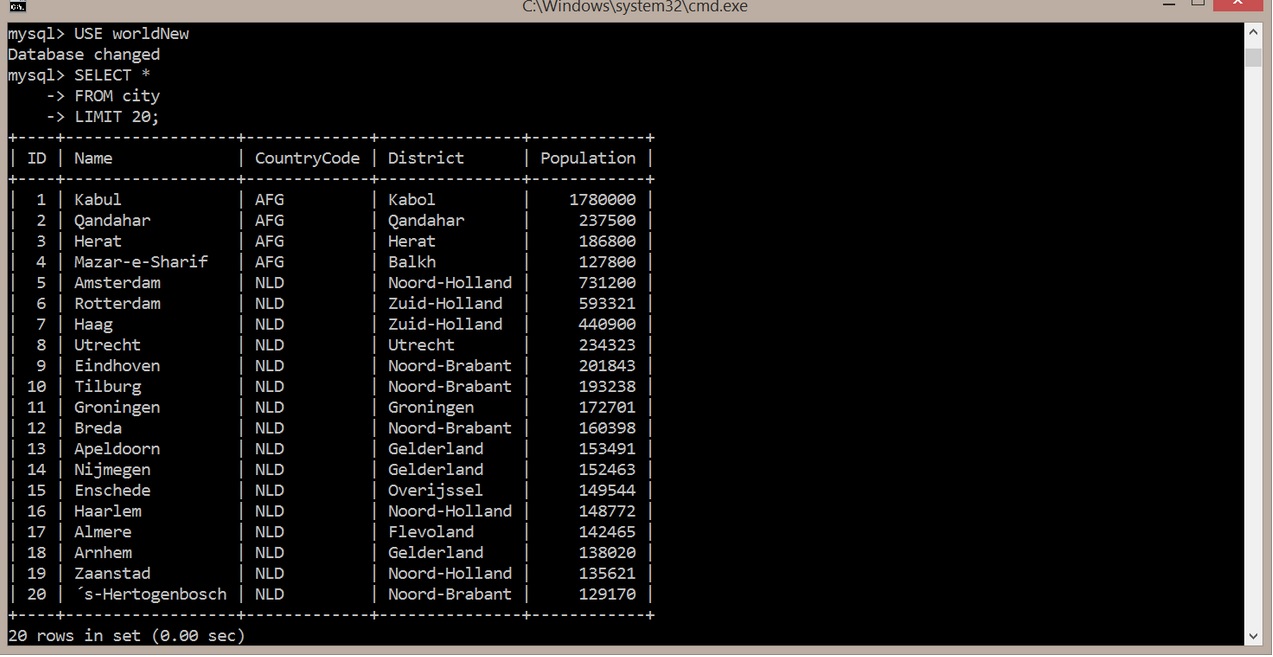 C:\Windows\system32\cmd.exe
mysql> USE worldNew
Database changed
mysql> SELECT *
    -> FROM city
    -> LIMIT 20;
+----+------------------+-------------+---------------+------------+
| ID | Name             | CountryCode | District      | Population |
+----+------------------+-------------+---------------+------------+
|  1 | Kabul            | AFG         | Kabol         |    1780000 |
|  2 | Qandahar         | AFG         | Qandahar      |     237500 |
|  3 | Herat            | AFG         | Herat         |     186800 |
|  4 | Mazar-e-Sharif   | AFG         | Balkh         |     127800 |
|  5 | Amsterdam        | NLD         | Noord-Holland |     731200 |
|  6 | Rotterdam        | NLD         | Zuid-Holland  |     593321 |
|  7 | Haag             | NLD         | Zuid-Holland  |     440900 |
|  8 | Utrecht          | NLD         | Utrecht       |     234323 |
|  9 | Eindhoven        | NLD         | Noord-Brabant |     201843 |
| 10 | Tilburg          | NLD         | Noord-Brabant |     193238 |
| 11 | Groningen        | NLD         | Groningen     |     172701 |
| 12 | Breda            | NLD         | Noord-Brabant |     160398 |
| 13 | Apeldoorn        | NLD         | Gelderland    |     153491 |
| 14 | Nijmegen         | NLD         | Gelderland    |     152463 |
| 15 | Enschede         | NLD         | Overijssel    |     149544 |
| 16 | Haarlem          | NLD         | Noord-Holland |     148772 |
| 17 | Almere           | NLD         | Flevoland     |     142465 |
| 18 | Arnhem           | NLD         | Gelderland    |     138020 |
| 19 | Zaanstad         | NLD         | Noord-Holland |     135621 |
| 20 | ´s-Hertogenbosch | NLD         | Noord-Brabant |     129170 |
+----+------------------+-------------+---------------+------------+
20 rows in set (0.00 sec)